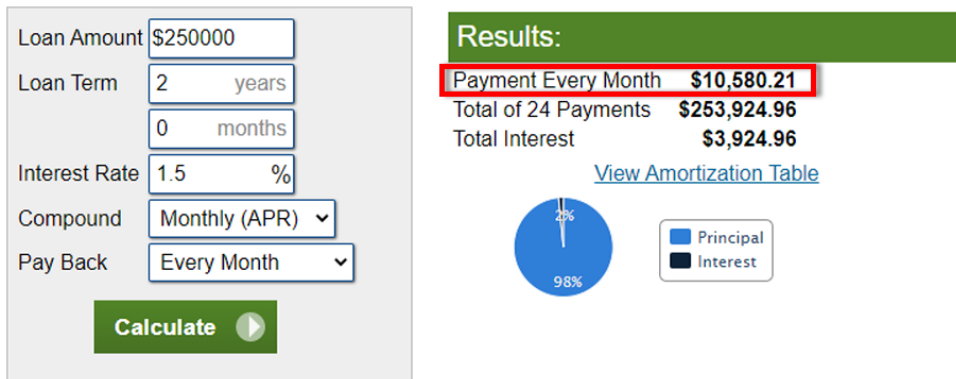 Loan Amount $250000
Loan Term 2 years
0 months
Interest Rate 1.5 %
Compound Monthly (APR)
Pay Back Every Month
Calculate
Results:
Payment Every Month $10,580.21
Total of 24 Payments $253,924.96
Total Interest $3,924.96
View Amortization Table
2%
98%
Principal
Interest